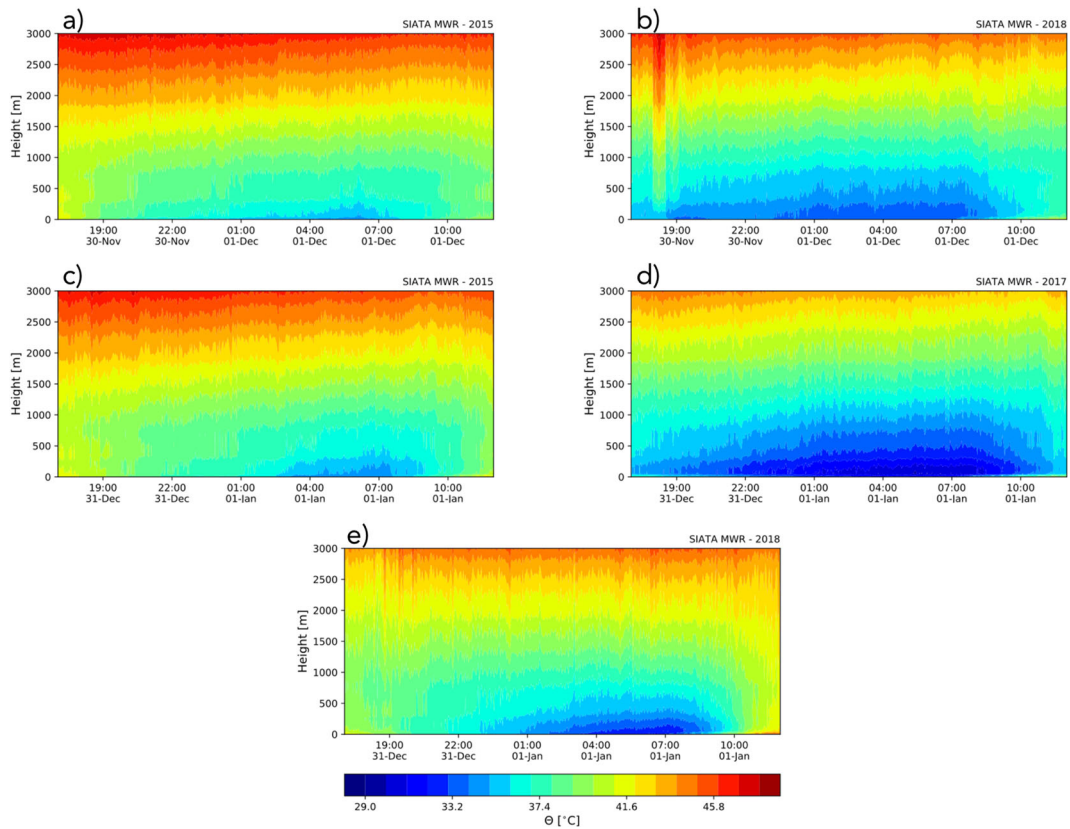 a)
SIATA MWR - 2015
3000
2500
2000
1500
1000
500
0
Height [m]
19:00 22:00 01:00 04:00 07:00 10:00
30-Nov 30-Nov 01-Dec 01-Dec 01-Dec 01-Dec
b)
SIATA MWR - 2018
3000
2500
2000
1500
1000
500
0
Height [m]
19:00 22:00 01:00 04:00 07:00 10:00
30-Nov 30-Nov 01-Dec 01-Dec 01-Dec 01-Dec
c)
SIATA MWR - 2015
3000
2500
2000
1500
1000
500
0
Height [m]
19:00 22:00 01:00 04:00 07:00 10:00
31-Dec 31-Dec 01-Jan 01-Jan 01-Jan 01-Jan
d)
SIATA MWR - 2017
3000
2500
2000
1500
1000
500
0
Height [m]
19:00 22:00 01:00 04:00 07:00 10:00
31-Dec 31-Dec 01-Jan 01-Jan 01-Jan 01-Jan
e)
SIATA MWR - 2018
3000
2500
2000
1500
1000
500
0
Height [m]
19:00 22:00 01:00 04:00 07:00 10:00
31-Dec 31-Dec 01-Jan 01-Jan 01-Jan 01-Jan
29.0 33.2 37.4 41.6 45.8
Θ [°C]